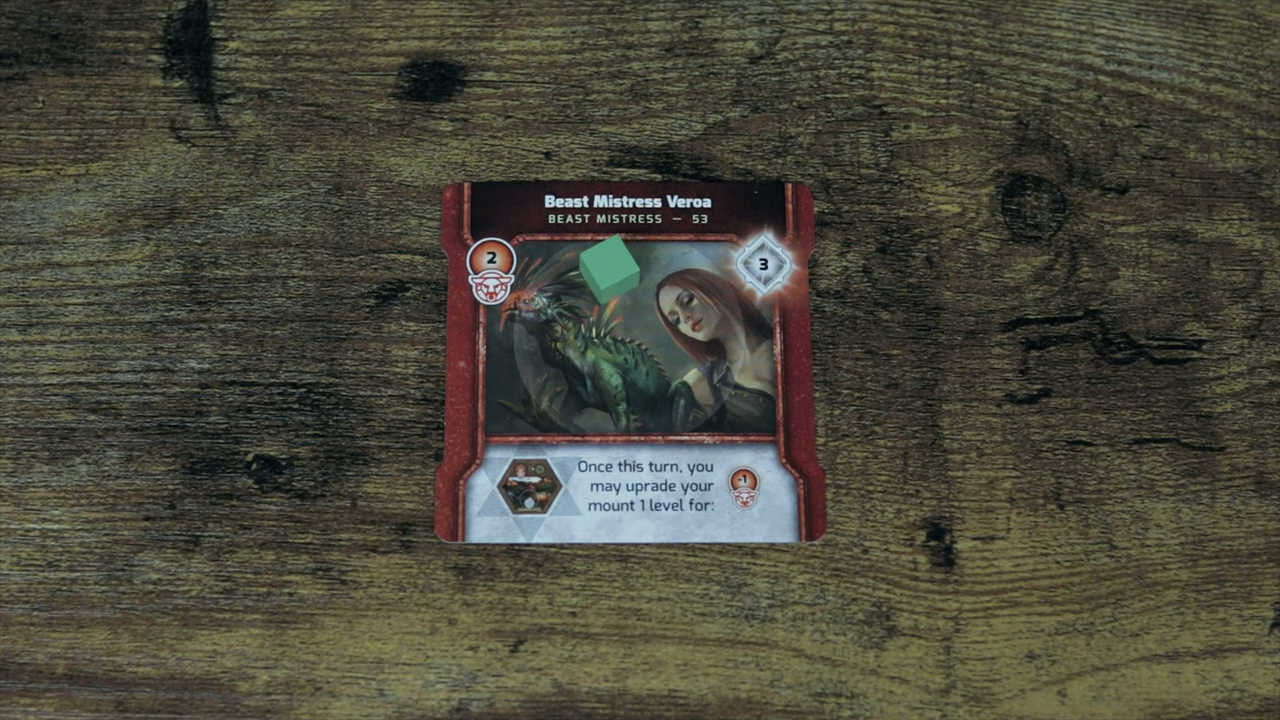 Beast Mistress Veroa
BEAST MISTRESS — 53
2
3
Once this turn, you
may uprade your
mount 1 level for:
-1